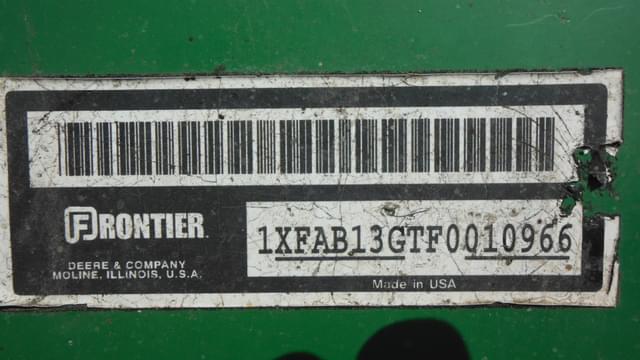 FRONTIER
DEERE & COMPANY
MOLINE, ILLINOIS, U.S.A.
1XFAB13GTF0010966
Made in USA